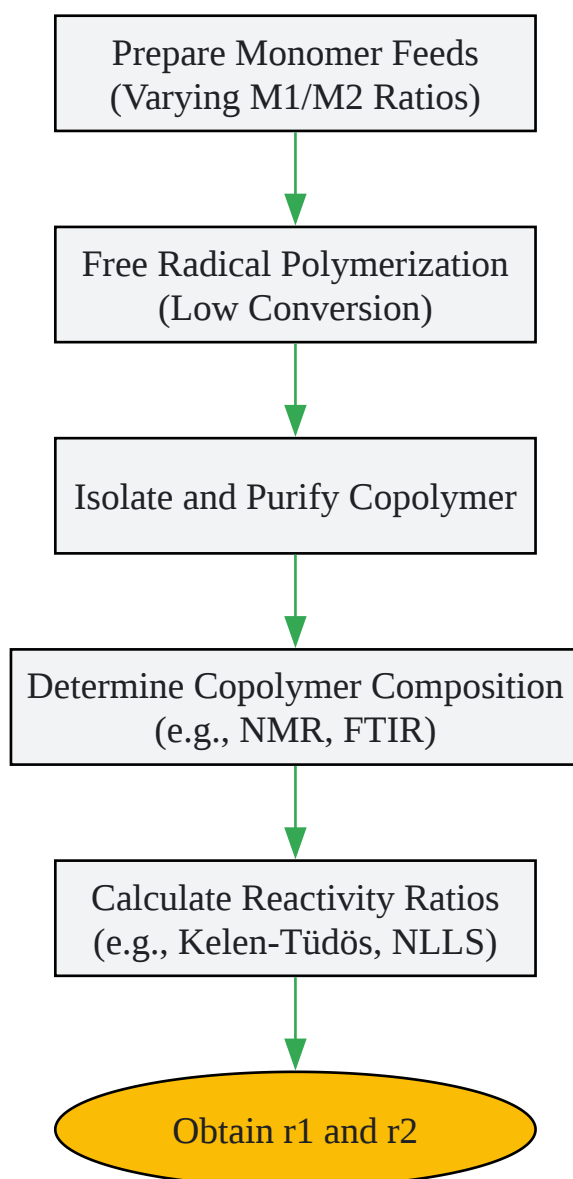 Prepare Monomer Feeds
(Varying M1/M2 Ratios)
Free Radical Polymerization
(Low Conversion)
Isolate and Purify Copolymer
Determine Copolymer Composition
(e.g., NMR, FTIR)
Calculate Reactivity Ratios
(e.g., Kelen-Tüdös, NLLS)
Obtain r1 and r2